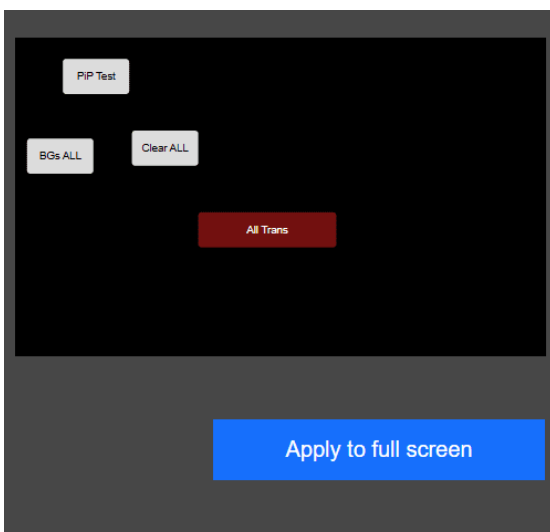 PiP Test
BGs ALL
Clear ALL
All Trans
Apply to full screen